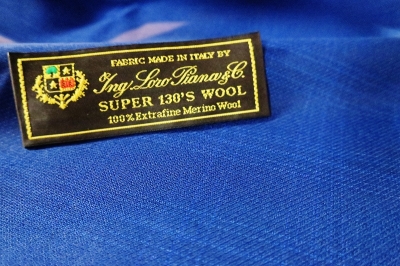 FABRIC MADE IN ITALY BY
Ing. Loro Piana & C.
SUPER 130'S WOOL
100% Extrafine Merino Wool